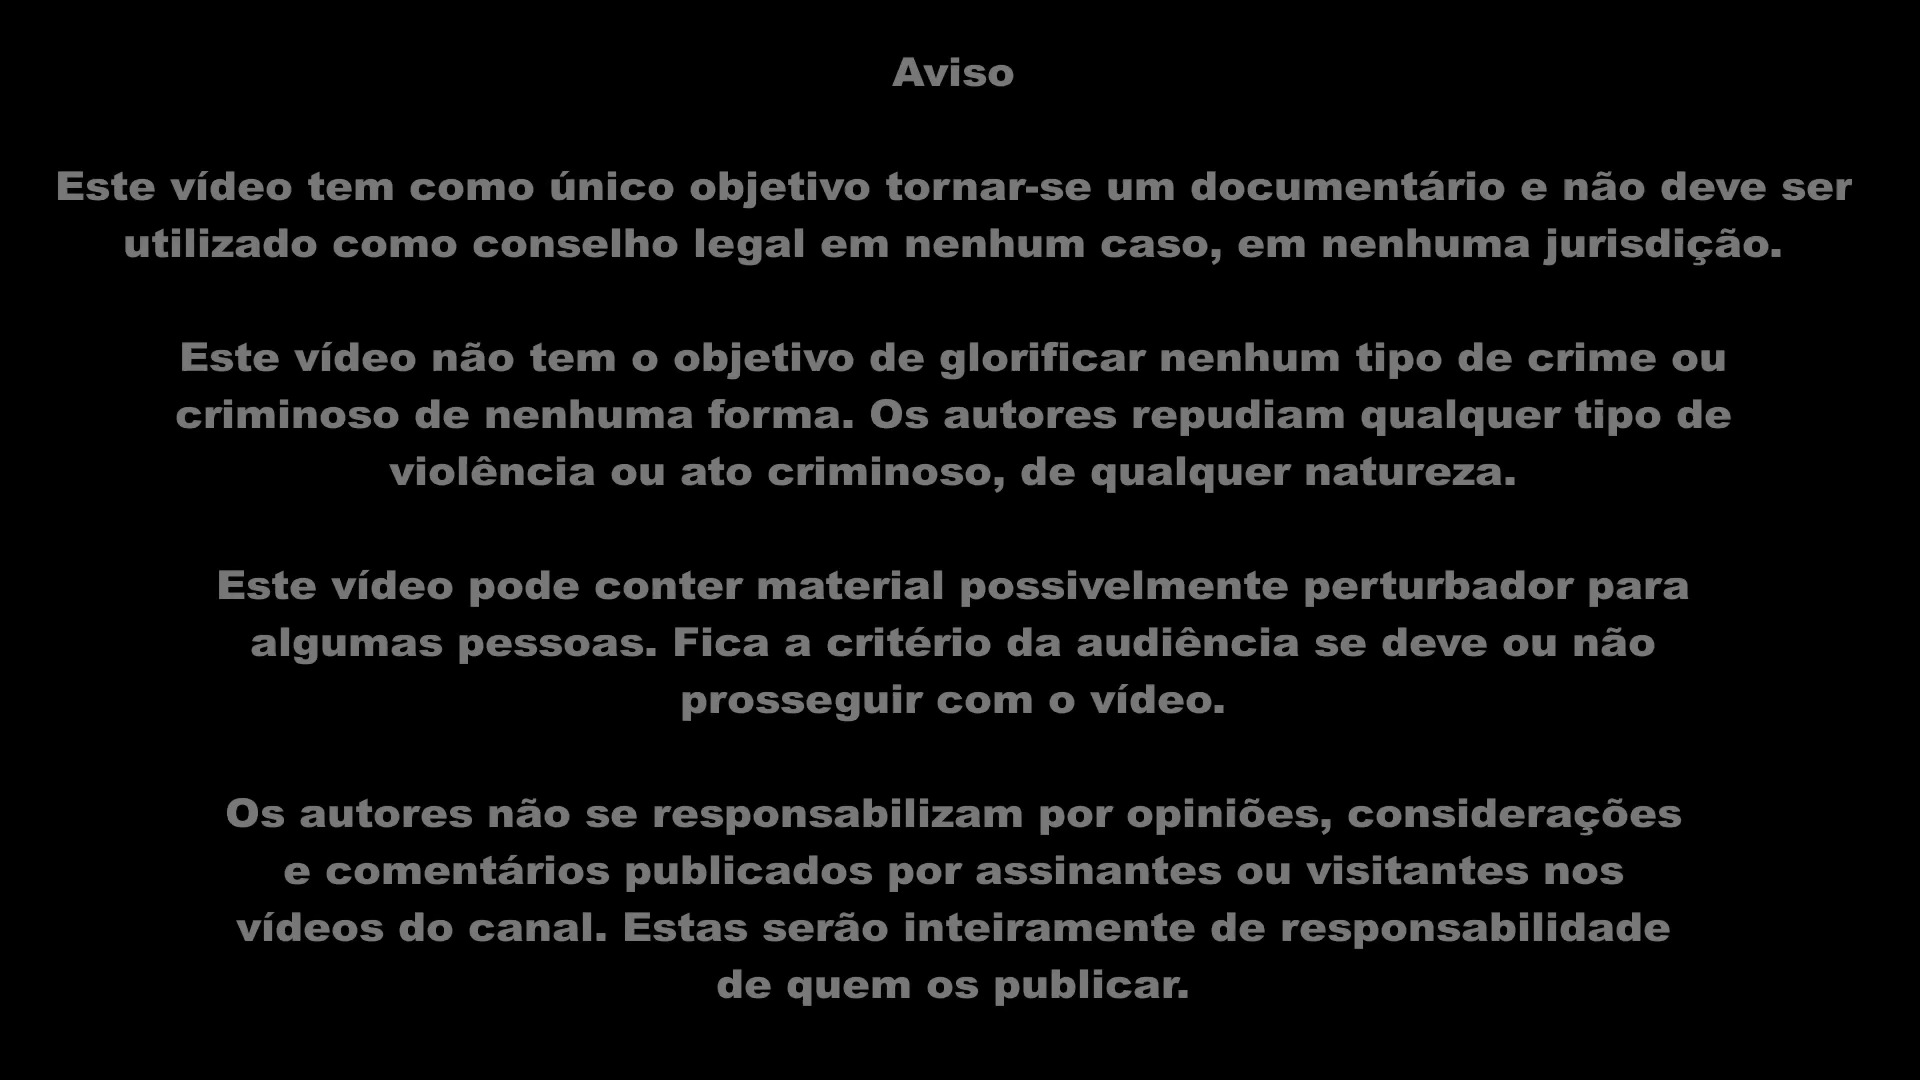 Aviso
Este vídeo tem como único objetivo tornar-se um documentário e não deve ser
utilizado como conselho legal em nenhum caso, em nenhuma jurisdição.
Este vídeo não tem o objetivo de glorificar nenhum tipo de crime ou
criminoso de nenhuma forma. Os autores repudiam qualquer tipo de
violência ou ato criminoso, de qualquer natureza.
Este vídeo pode conter material possivelmente perturbador para
algumas pessoas. Fica a critério da audiência se deve ou não
prosseguir com o vídeo.
Os autores não se responsabilizam por opiniões, considerações
e comentários publicados por assinantes ou visitantes nos
vídeos do canal. Estas serão inteiramente de responsabilidade
de quem os publicar.